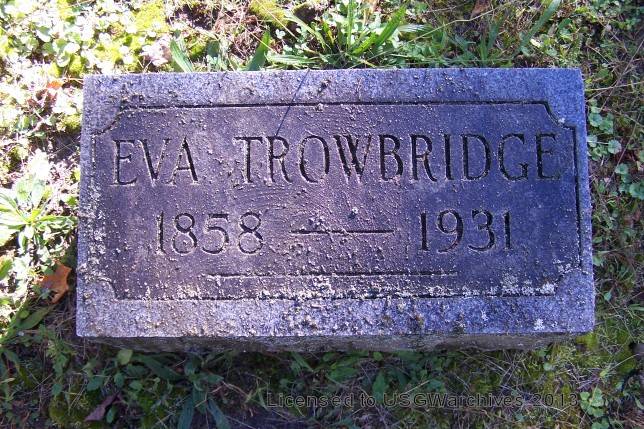 EVA TROWBRIDGE
1858 — 1931
Licensed to USGWarchives 2013